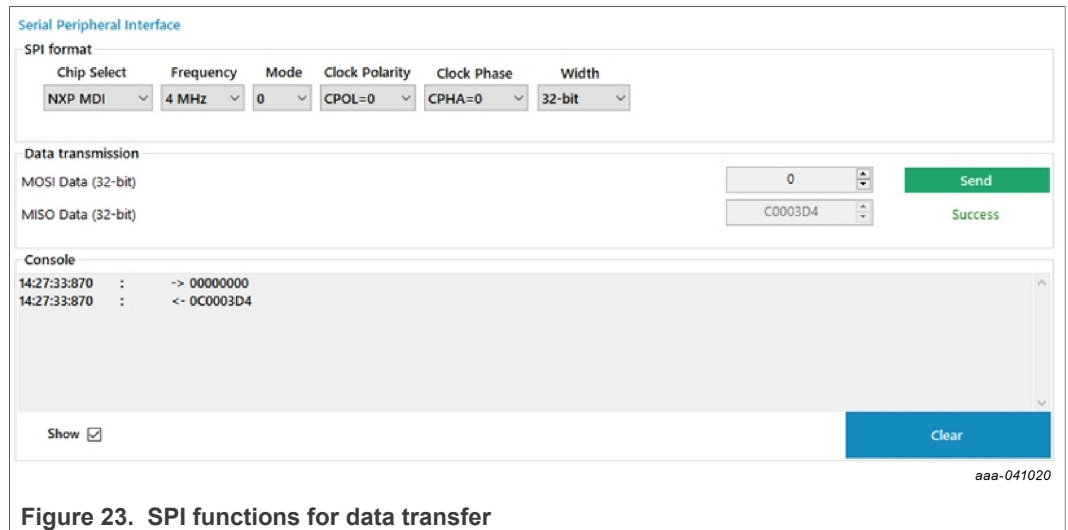 Serial Peripheral Interface
SPI format
Chip Select Frequency Mode Clock Polarity Clock Phase Width
NXP MDI 4 MHz 0 CPOL=0 CPHA=0 32-bit
Data transmission
MOSI Data (32-bit) 0 Send
MISO Data (32-bit) C0003D4 Success
Console
14:27:33:870 : -> 00000000
14:27:33:870 : <- 0C0003D4
Show Clear
aaa-041020
Figure 23. SPI functions for data transfer